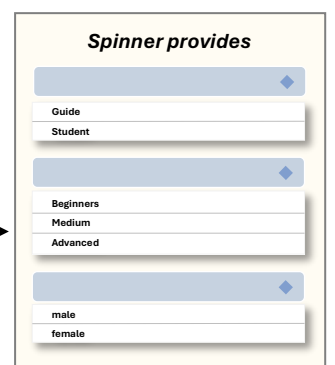 Spinner provides
Guide
Student
Beginners
Medium
Advanced
male
female